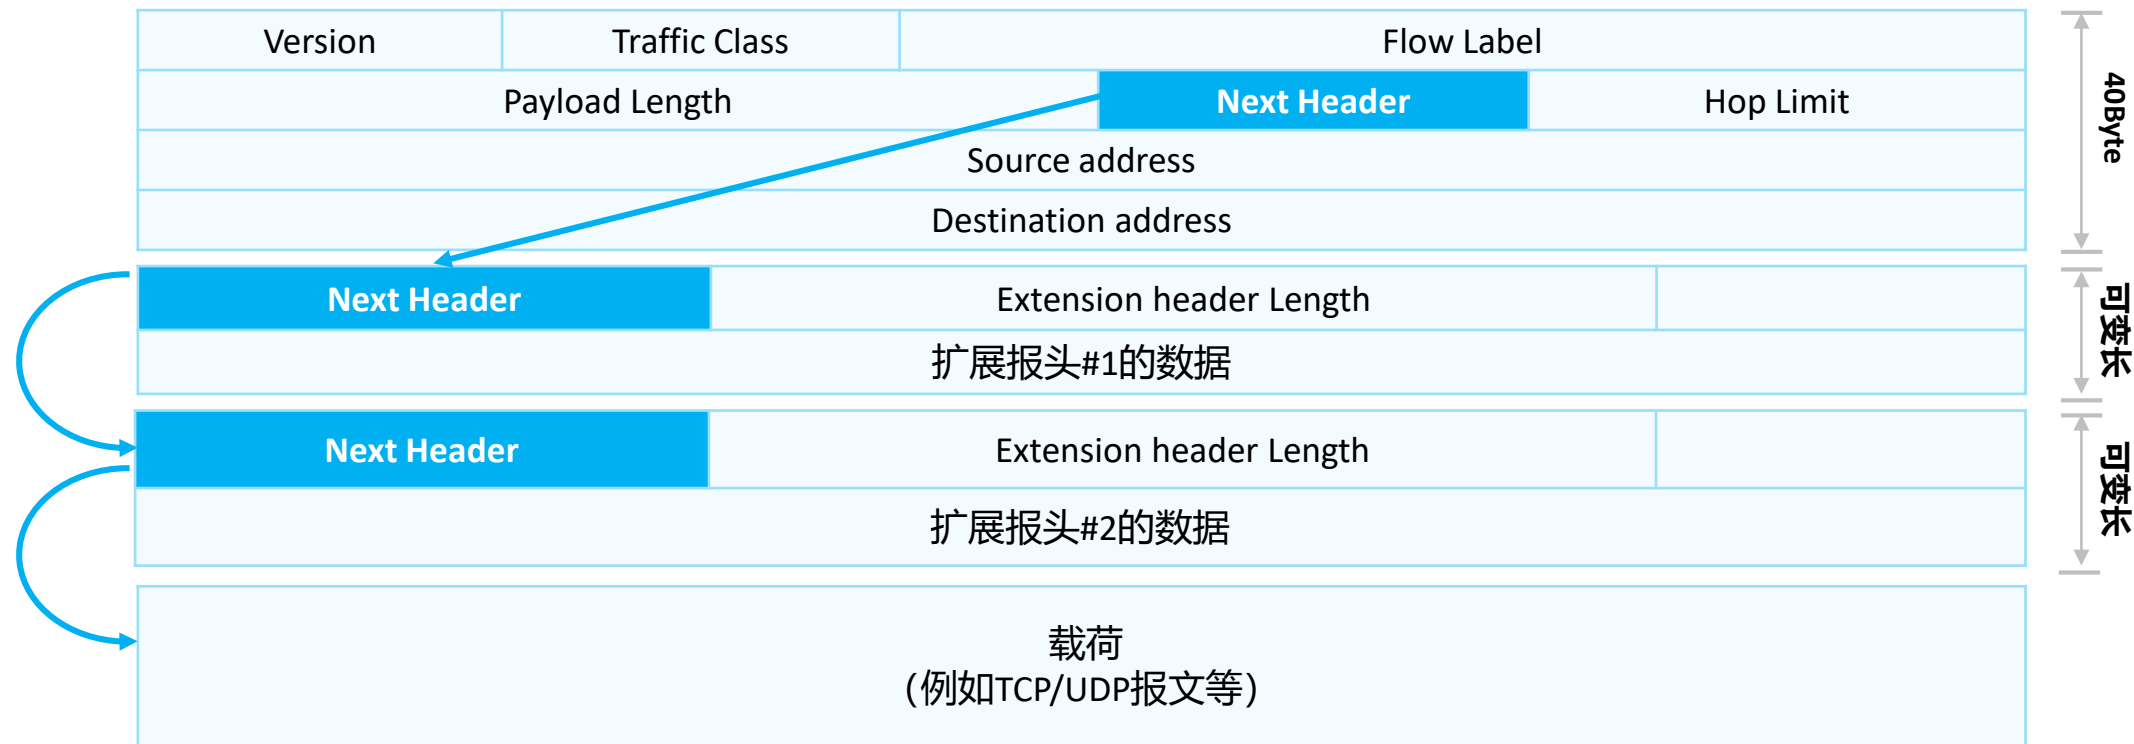 Version
Traffic Class
Flow Label
Payload Length
Next Header
Hop Limit
Source address
Destination address
40Byte
Next Header
Extension header Length
扩展报头#1的数据
可变长
Next Header
Extension header Length
扩展报头#2的数据
可变长
载荷
（例如TCP/UDP报文等）